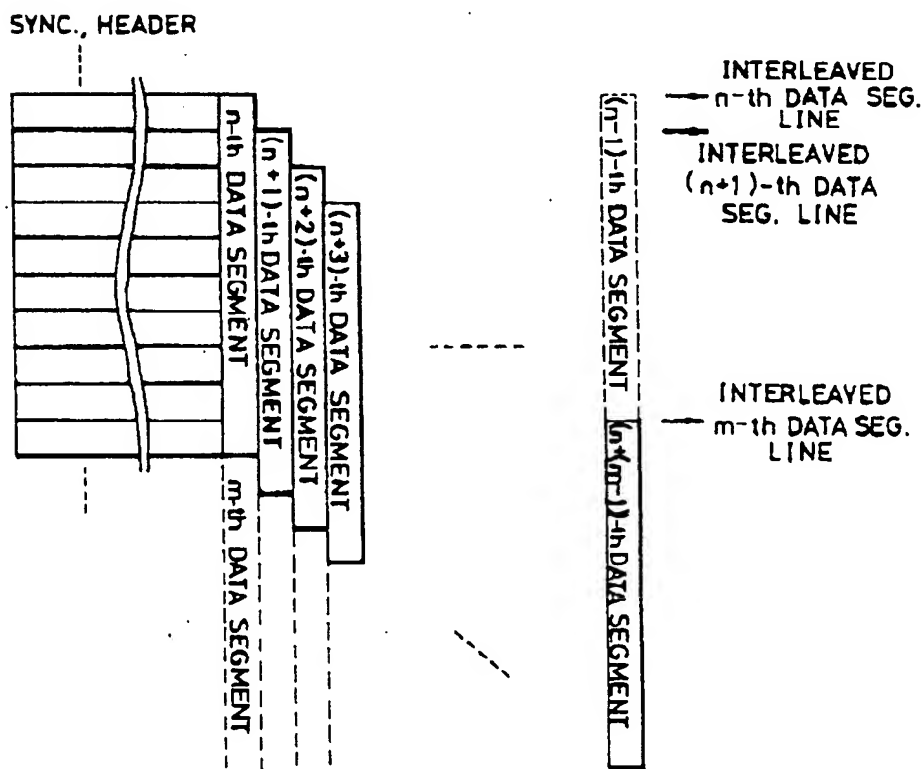 SYNC., HEADER
n-th DATA SEGMENT
(n+1)-th DATA SEGMENT
(n+2)-th DATA SEGMENT
(n+3)-th DATA SEGMENT
m-th DATA SEGMENT
(n-1)-th DATA SEGMENT
(n+(m-1))-th DATA SEGMENT
INTERLEAVED
n-th DATA SEG.
LINE
INTERLEAVED
(n+1)-th DATA
SEG. LINE
INTERLEAVED
m-th DATA SEG.
LINE